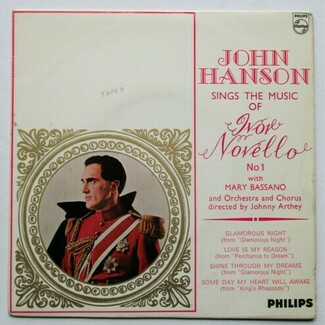 PHILIPS
JOHN
HANSON
SINGS THE MUSIC
OF
Ivor
Novello
No 1
with
MARY BASSANO
and Orchestra and Chorus
directed by Johnny Arthey
GLAMOROUS NIGHT
(from "Glamorous Night")
LOVE IS MY REASON
(from "Perchance to Dream")
SHINE THROUGH MY DREAMS
(from "Glamorous Night")
SOME DAY MY HEART WILL AWAKE
(from "King's Rhapsody")
PHILIPS
TAPED